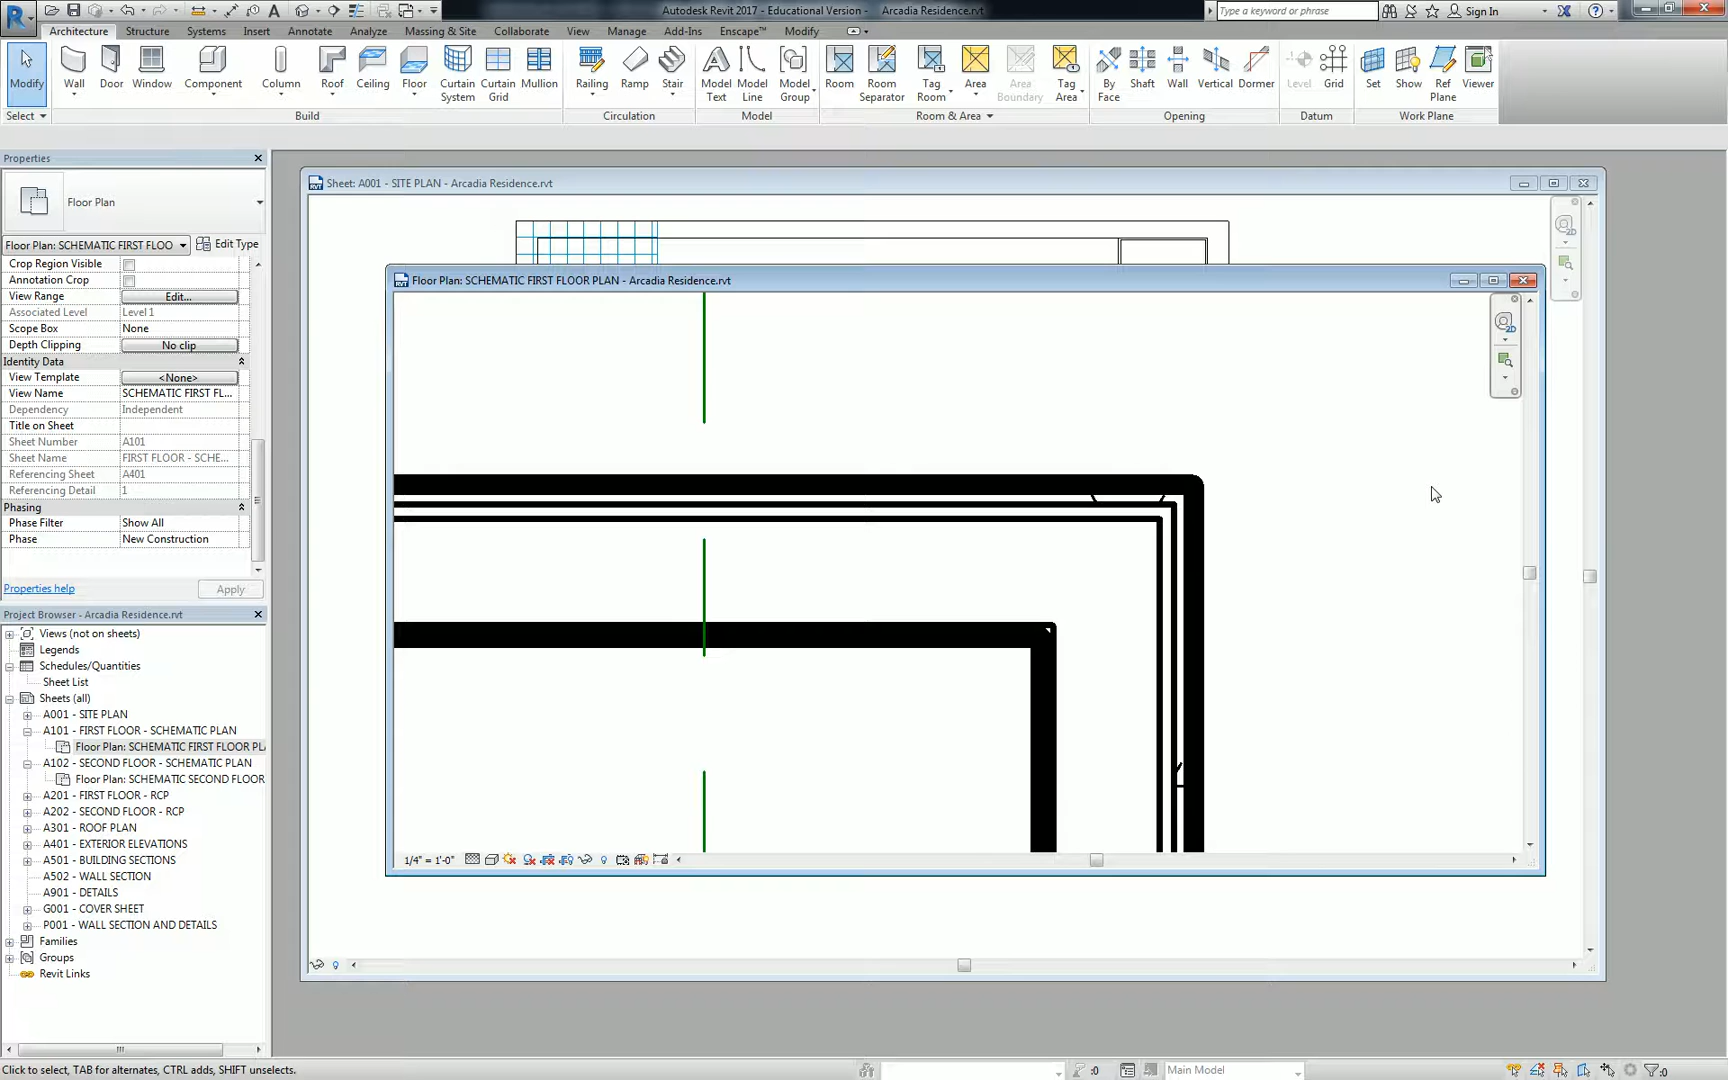 Autodesk Revit 2017 - Educational Version - Arcadia Residence.rvt
Type a keyword or phrase
Sign In
Architecture Structure Systems Insert Annotate Analyze Massing & Site Collaborate View Manage Add-Ins Enscape™ Modify
Modify Wall Door Window Component Column Roof Ceiling Floor Curtain System Curtain Grid Mullion Railing Ramp Stair Model Text Model Line Model Group Room Room Separator Tag Room Area Area Boundary Tag Area By Face Shaft Wall Vertical Dormer Level Grid Set Show Ref Plane Viewer
Select Build Circulation Model Room & Area Opening Datum Work Plane
Properties
Floor Plan
Floor Plan: SCHEMATIC FIRST FLOO Edit Type
Crop Region Visible
Annotation Crop
View Range Edit...
Associated Level Level 1
Scope Box None
Depth Clipping No clip
Identity Data
View Template <None>
View Name SCHEMATIC FIRST FL...
Dependency Independent
Title on Sheet
Sheet Number A101
Sheet Name FIRST FLOOR - SCHE...
Referencing Sheet A401
Referencing Detail 1
Phasing
Phase Filter Show All
Phase New Construction
Properties help Apply
Project Browser - Arcadia Residence.rvt
Views (not on sheets)
Legends
Schedules/Quantities
Sheet List
Sheets (all)
A001 - SITE PLAN
A101 - FIRST FLOOR - SCHEMATIC PLAN
Floor Plan: SCHEMATIC FIRST FLOOR PL
A102 - SECOND FLOOR - SCHEMATIC PLAN
Floor Plan: SCHEMATIC SECOND FLOOR
A201 - FIRST FLOOR - RCP
A202 - SECOND FLOOR - RCP
A301 - ROOF PLAN
A401 - EXTERIOR ELEVATIONS
A501 - BUILDING SECTIONS
A502 - WALL SECTION
A901 - DETAILS
G001 - COVER SHEET
P001 - WALL SECTION AND DETAILS
Families
Groups
Revit Links
Sheet: A001 - SITE PLAN - Arcadia Residence.rvt
Floor Plan: SCHEMATIC FIRST FLOOR PLAN - Arcadia Residence.rvt
2D
2D
1/4" = 1'-0"
Click to select, TAB for alternates, CTRL adds, SHIFT unselects.
:0
Main Model
:0